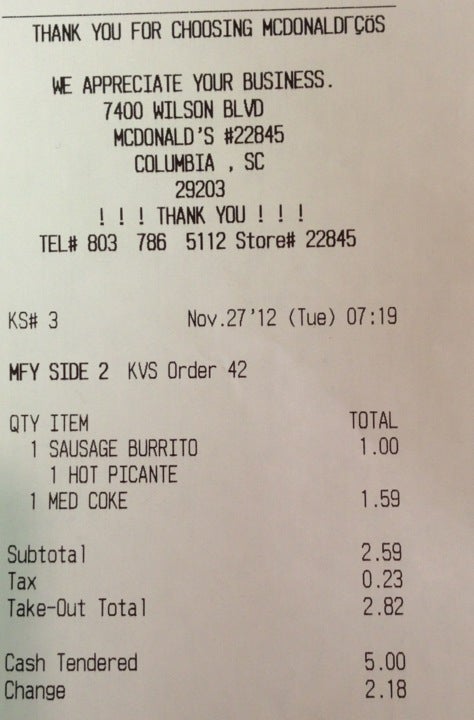 THANK YOU FOR CHOOSING MCDONALDΓÇÖS
WE APPRECIATE YOUR BUSINESS.
7400 WILSON BLVD
MCDONALD'S #22845
COLUMBIA , SC
29203
! ! ! THANK YOU ! ! !
TEL# 803 786 5112 Store# 22845
KS# 3 Nov.27'12 (Tue) 07:19
MFY SIDE 2 KVS Order 42
QTY ITEM TOTAL
1 SAUSAGE BURRITO 1.00
1 HOT PICANTE
1 MED COKE 1.59
Subtotal 2.59
Tax 0.23
Take-Out Total 2.82
Cash Tendered 5.00
Change 2.18